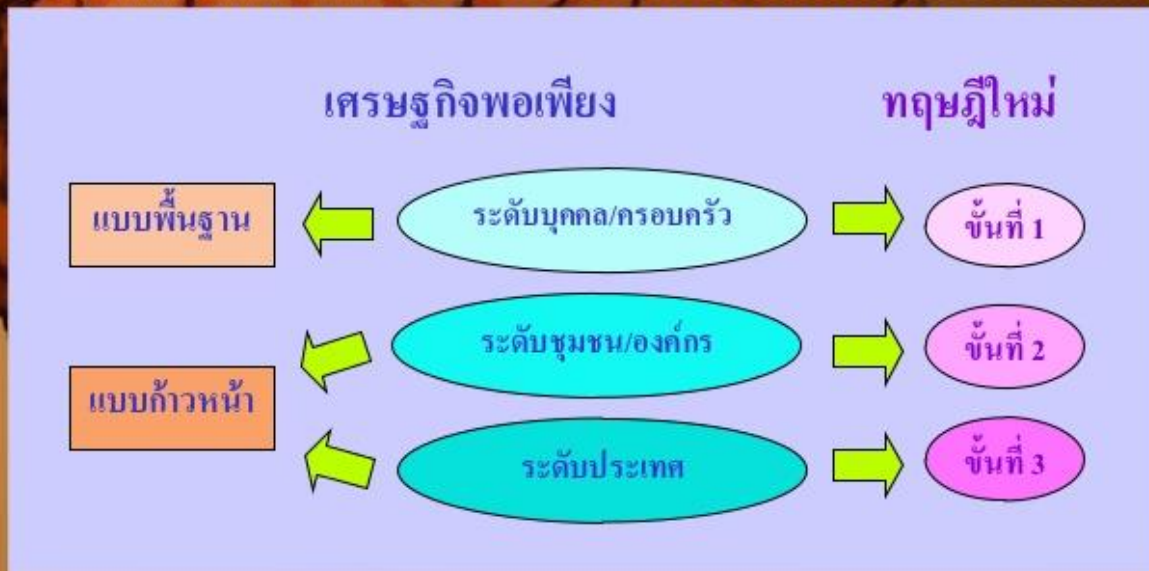 เศรษฐกิจพอเพียง ทฤษฎีใหม่
แบบพื้นฐาน ระดับบุคคล/ครอบครัว ขั้นที่ 1
ระดับชุมชน/องค์กร ขั้นที่ 2
แบบก้าวหน้า
ระดับประเทศ ขั้นที่ 3